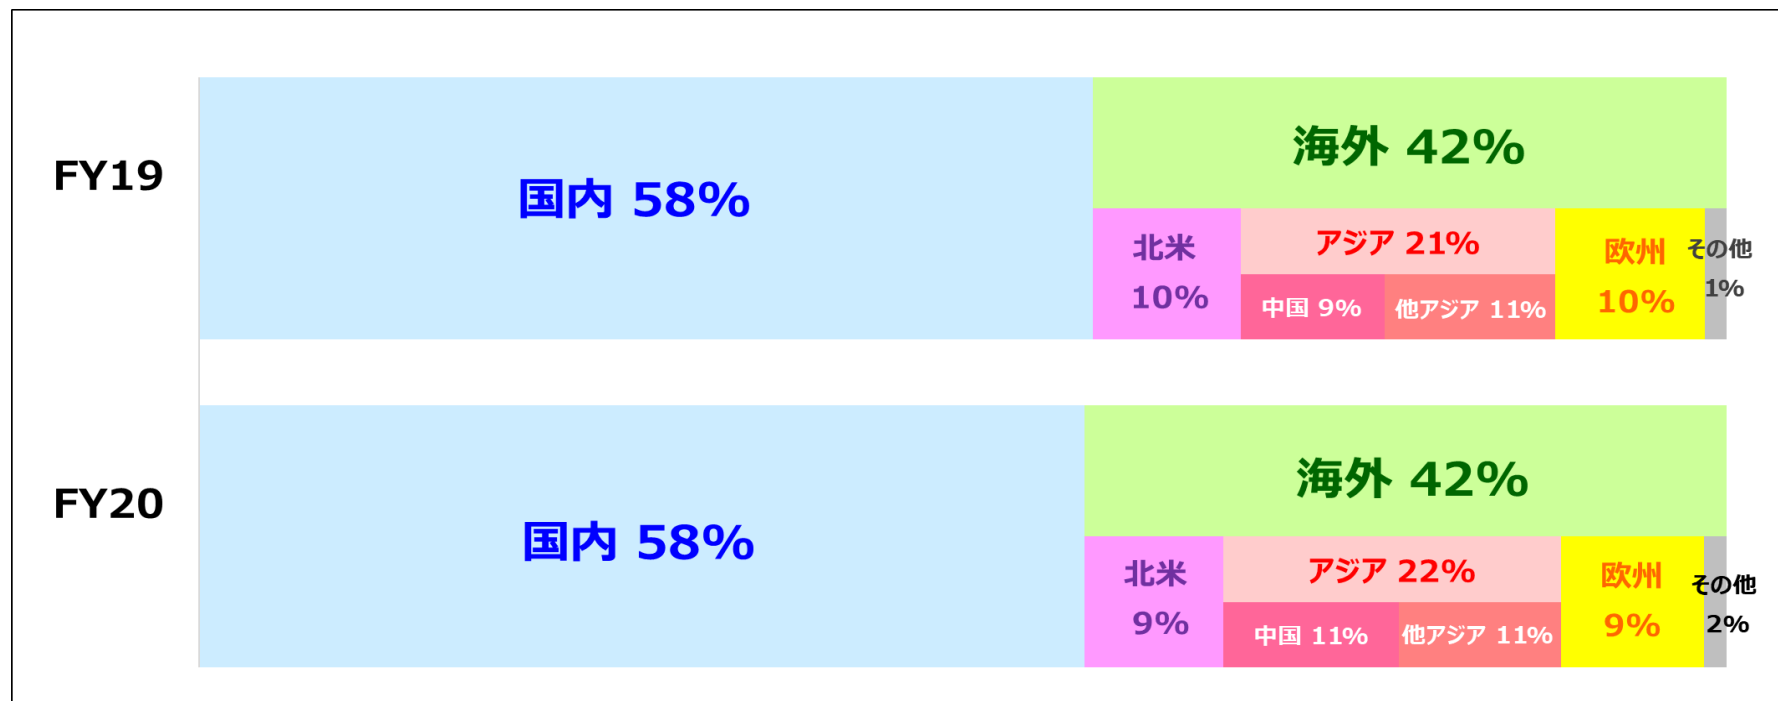 FY19
国内 58%
海外 42%
北米
10%
アジア 21%
中国 9%
他アジア 11%
欧州
10%
その他
1%
FY20
国内 58%
海外 42%
北米
9%
アジア 22%
中国 11%
他アジア 11%
欧州
9%
その他
2%